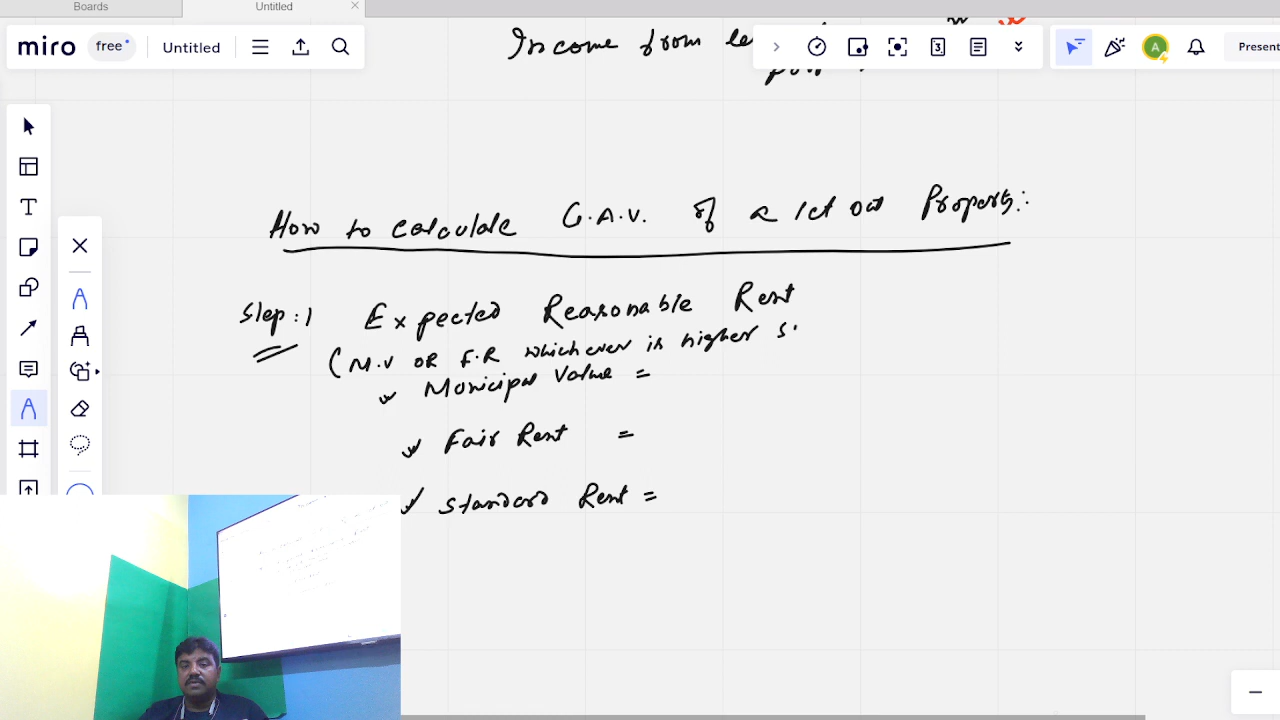 Boards Untitled
miro free Untitled
3 A Present
Income from
How to calculate G.A.V. of a let out Property:
Step:1 Expected Reasonable Rent
(M.V OR F.R whichever is higher S.
Municipal Value =
Fair Rent =
Standard Rent =